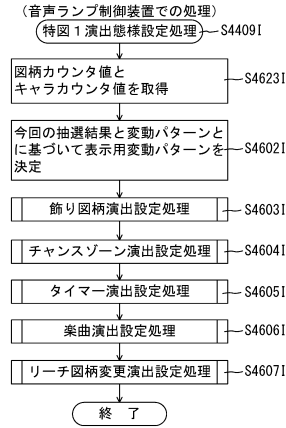 (音声ランプ制御装置での処理)
特図1演出態様設定処理
S4409I
図柄カウンタ値と
キャラカウンタ値を取得
S4623I
今回の抽選結果と変動パターンと
に基づいて表示用変動パターンを
決定
S4602I
飾り図柄演出設定処理
S4603I
チャンスゾーン演出設定処理
S4604I
タイマー演出設定処理
S4605I
楽曲演出設定処理
S4606I
リーチ図柄変更演出設定処理
S4607I
終 了